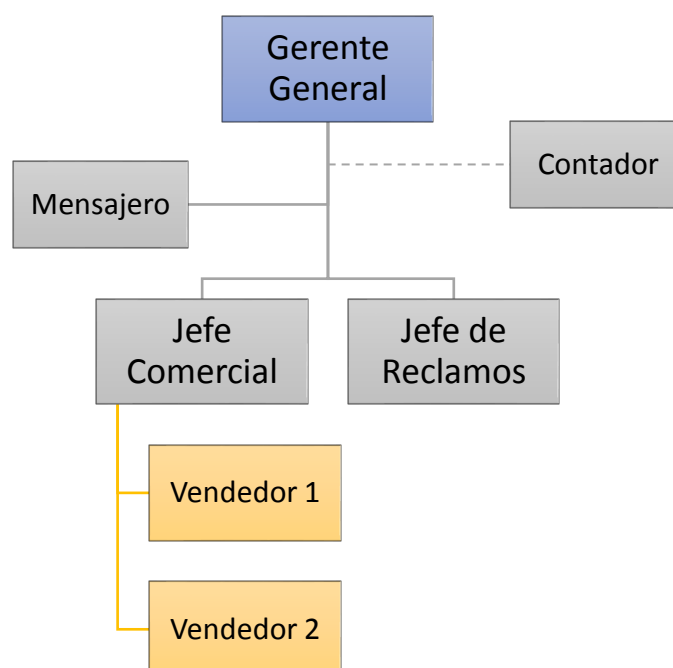 Gerente
General
Contador
Mensajero
Jefe
Comercial
Jefe de
Reclamos
Vendedor 1
Vendedor 2